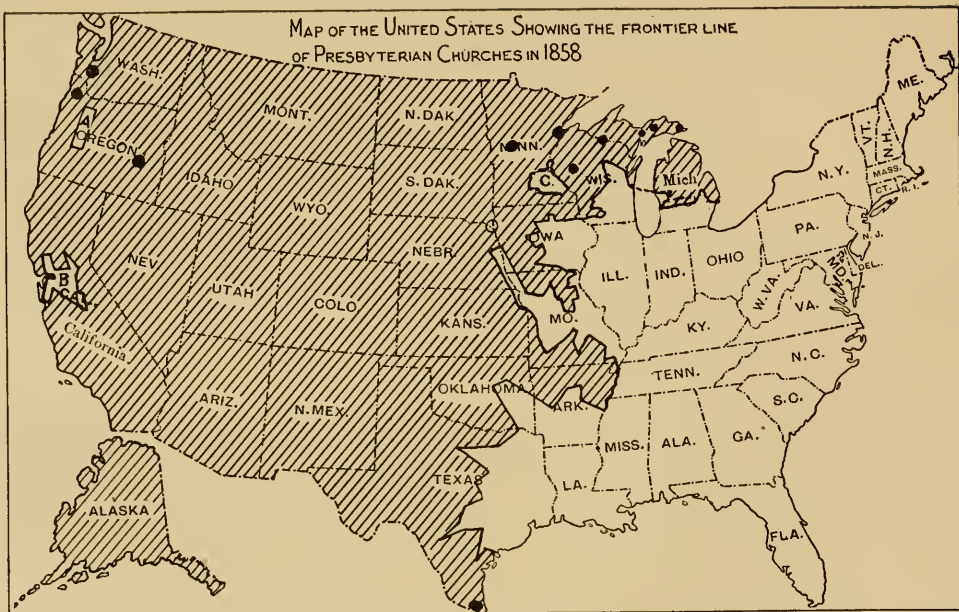 MAP OF THE UNITED STATES SHOWING THE FRONTIER LINE
OF PRESBYTERIAN CHURCHES IN 1858
WASH.
MONT.
N.DAK.
MINN.
ME.
VT.
N.H.
A
OREGON
IDAHO
S.DAK.
C.
WIS.
Mich
N.Y.
MASS.
CT.
R.I.
WYO.
NEBR.
IOWA
PA.
N.J.
NEV.
UTAH
COLO.
ILL.
IND.
OHIO
W.VA.
MD.
DEL.
B
California.
KANS.
MO.
KY.
VA.
ARIZ.
N.MEX.
OKLAHOMA
ARK.
TENN.
N.C.
S.C.
MISS.
ALA.
GA.
TEXAS
LA.
ALASKA
FLA.